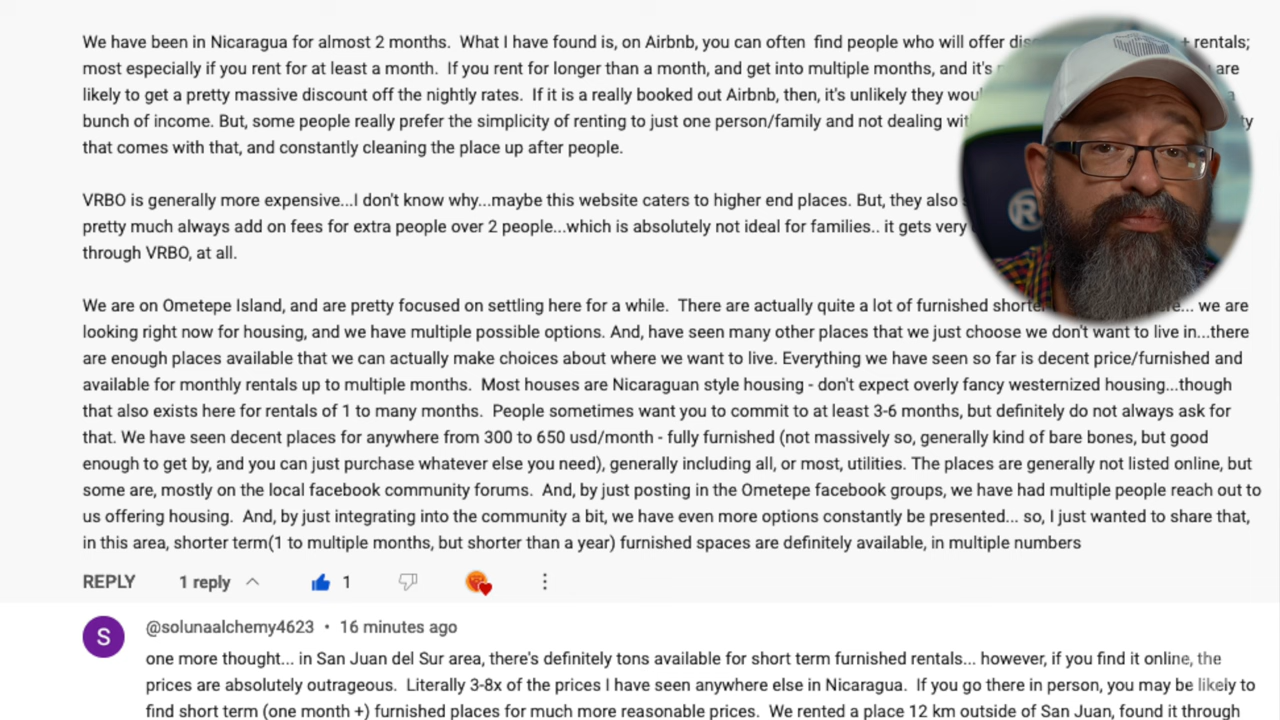 We have been in Nicaragua for almost 2 months. What I have found is, on Airbnb, you can often find people who will offer + rentals;
most especially if you rent for at least a month. If you rent for longer than a month, and get into multiple months, and it's are
likely to get a pretty massive discount off the nightly rates. If it is a really booked out Airbnb, then, it's unlikely they
bunch of income. But, some people really prefer the simplicity of renting to just one person/family and not dealing
that comes with that, and constantly cleaning the place up after people.
VRBO is generally more expensive...I don't know why...maybe this website caters to higher end places. But, they also
pretty much always add on fees for extra people over 2 people...which is absolutely not ideal for families.. it gets very
through VRBO, at all.
We are on Ometepe Island, and are pretty focused on settling here for a while. There are actually quite a lot of furnished we are
looking right now for housing, and we have multiple possible options. And, have seen many other places that we just choose we don't want to live in...there
are enough places available that we can actually make choices about where we want to live. Everything we have seen so far is decent price/furnished and
available for monthly rentals up to multiple months. Most houses are Nicaraguan style housing - don't expect overly fancy westernized housing...though
that also exists here for rentals of 1 to many months. People sometimes want you to commit to at least 3-6 months, but definitely do not always ask for
that. We have seen decent places for anywhere from 300 to 650 usd/month - fully furnished (not massively so, generally kind of bare bones, but good
enough to get by, and you can just purchase whatever else you need), generally including all, or most, utilities. The places are generally not listed online, but
some are, mostly on the local facebook community forums. And, by just posting in the Ometepe facebook groups, we have had multiple people reach out to
us offering housing. And, by just integrating into the community a bit, we have even more options constantly be presented... so, I just wanted to share that,
in this area, shorter term(1 to multiple months, but shorter than a year) furnished spaces are definitely available, in multiple numbers
REPLY 1 reply 1
S
@solunaalchemy4623 • 16 minutes ago
one more thought... in San Juan del Sur area, there's definitely tons available for short term furnished rentals... however, if you find it online, the
prices are absolutely outrageous. Literally 3-8x of the prices I have seen anywhere else in Nicaragua. If you go there in person, you may be likely to
find short term (one month +) furnished places for much more reasonable prices. We rented a place 12 km outside of San Juan, found it through